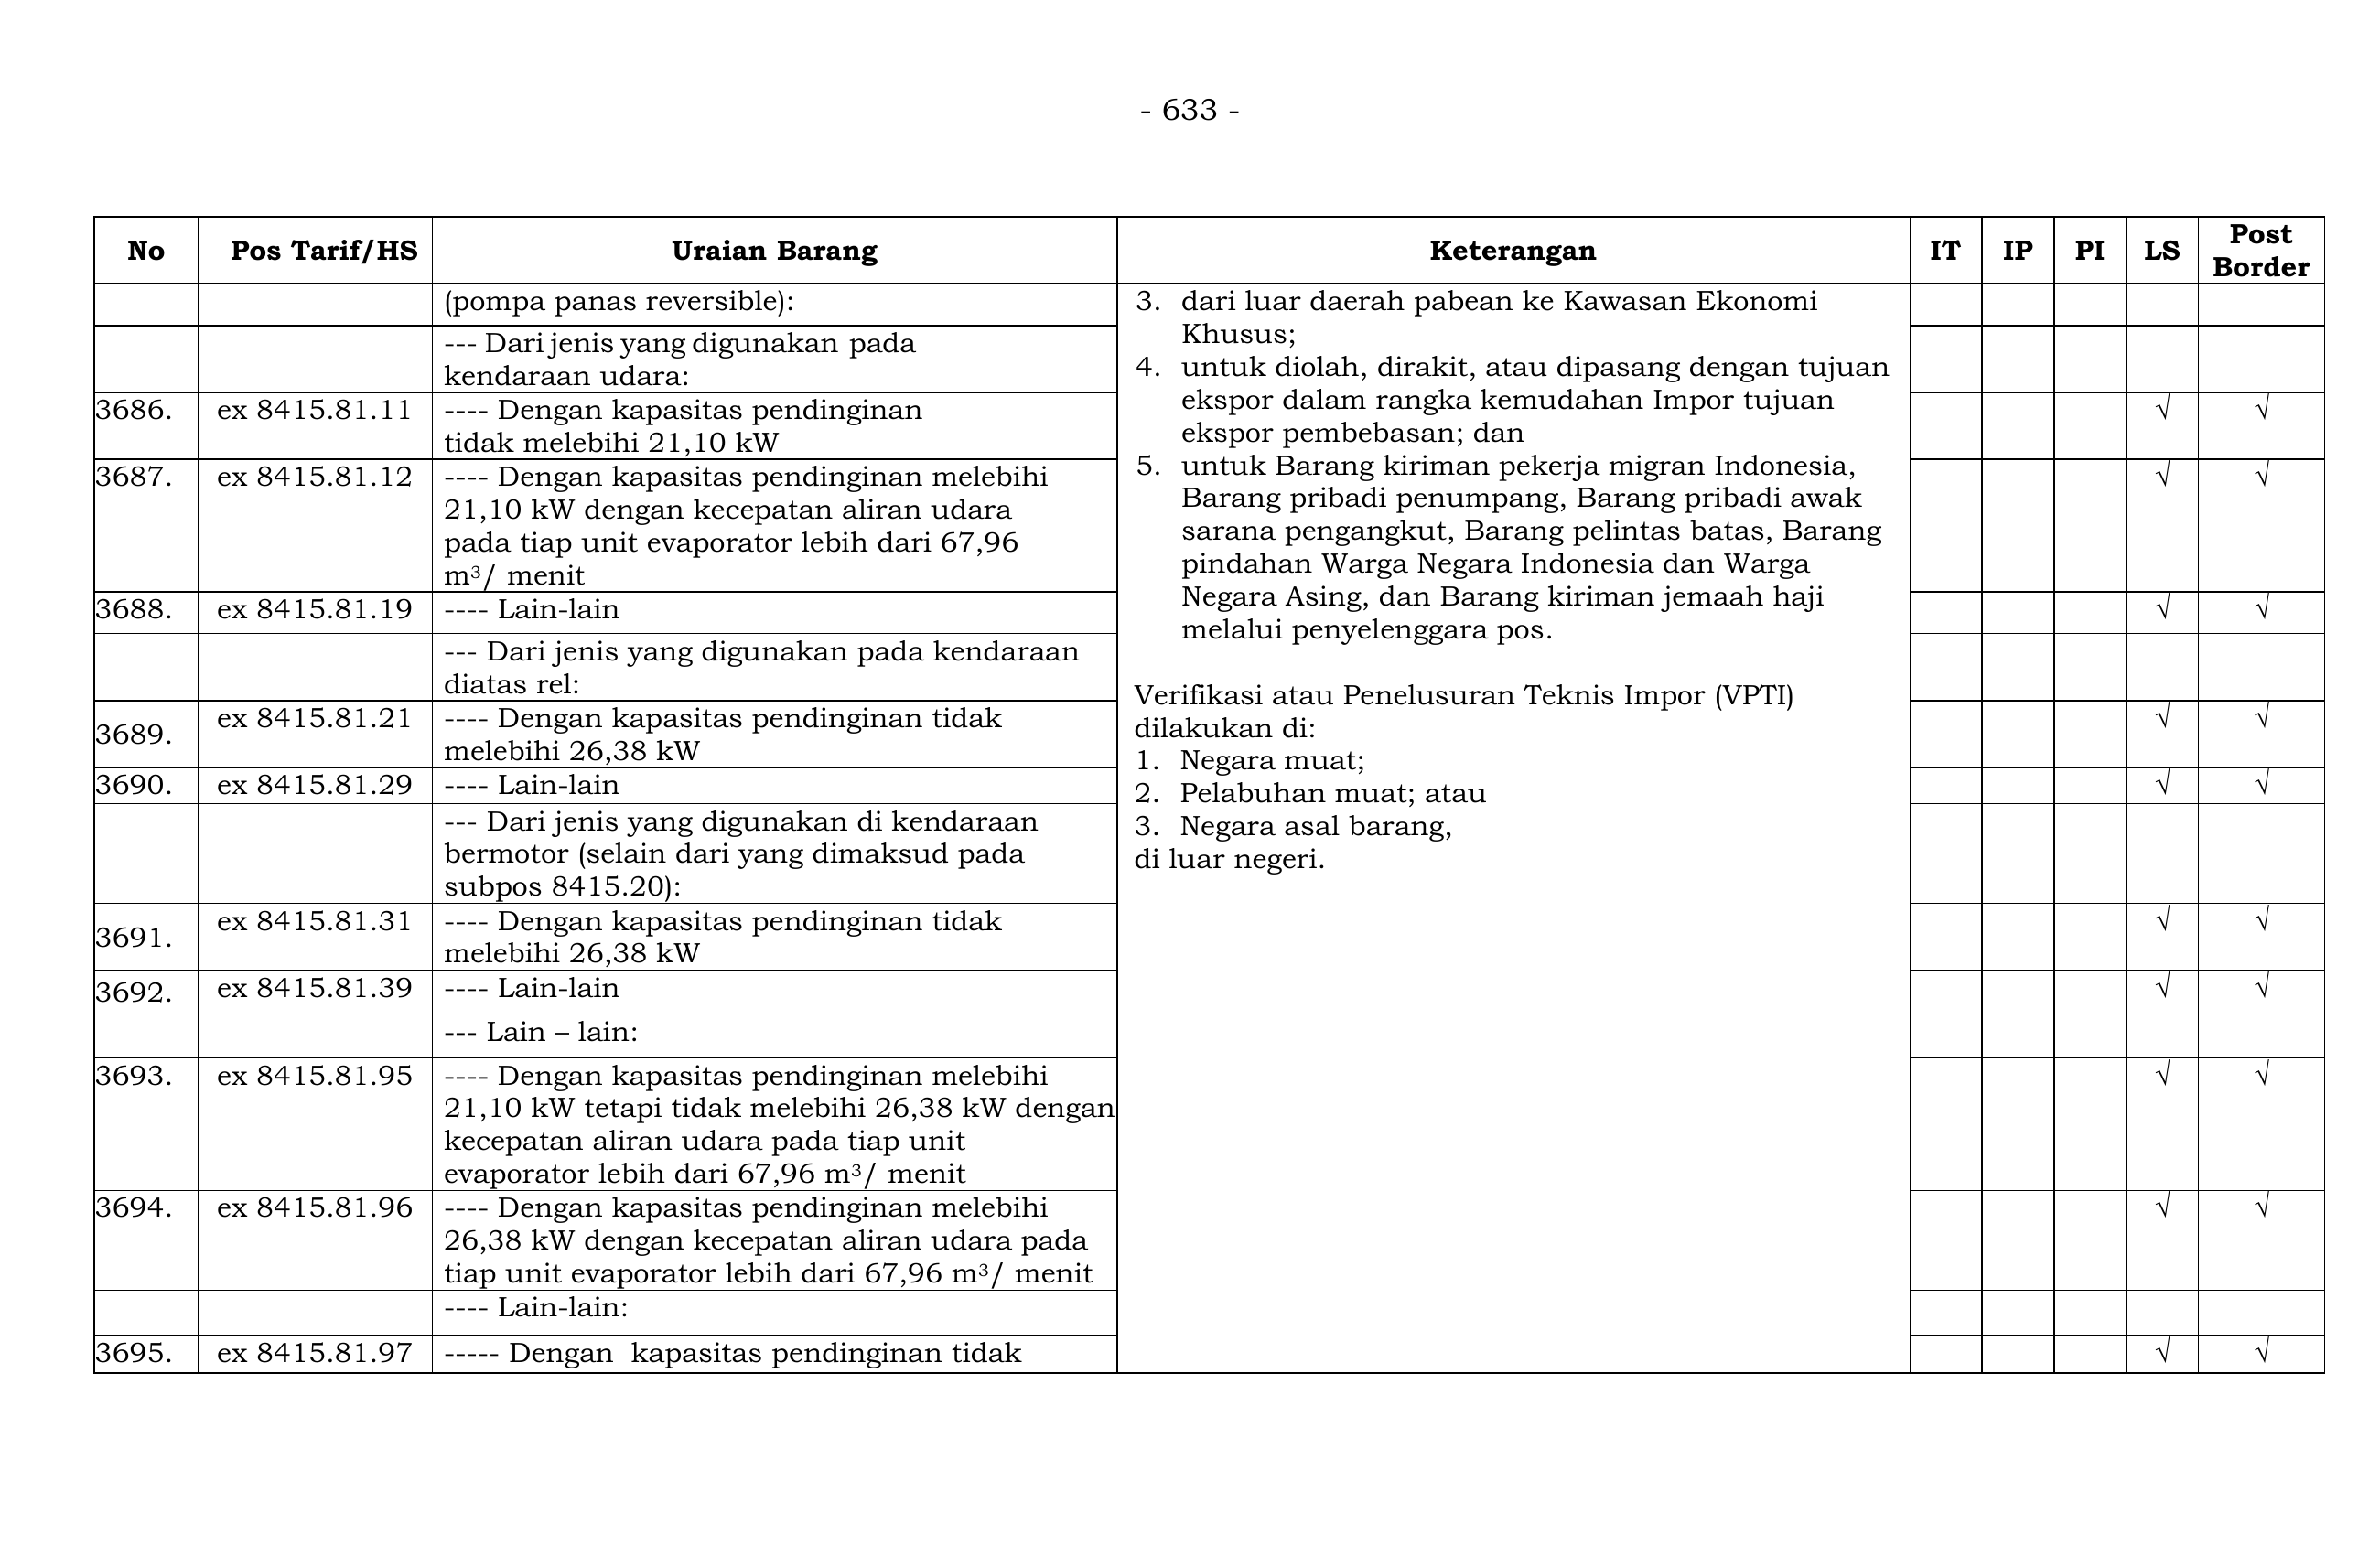 - 633 -
No Pos Tarif/HS Uraian Barang Keterangan IT IP PI LS Post Border
(pompa panas reversible):
--- Dari jenis yang digunakan pada
kendaraan udara:
3686. ex 8415.81.11 ---- Dengan kapasitas pendinginan √ √
tidak melebihi 21,10 kW
3687. ex 8415.81.12 ---- Dengan kapasitas pendinginan melebihi √ √
21,10 kW dengan kecepatan aliran udara
pada tiap unit evaporator lebih dari 67,96
m³/ menit
3688. ex 8415.81.19 ---- Lain-lain √ √
--- Dari jenis yang digunakan pada kendaraan
diatas rel:
3689. ex 8415.81.21 ---- Dengan kapasitas pendinginan tidak √ √
melebihi 26,38 kW
3690. ex 8415.81.29 ---- Lain-lain √ √
--- Dari jenis yang digunakan di kendaraan
bermotor (selain dari yang dimaksud pada
subpos 8415.20):
3691. ex 8415.81.31 ---- Dengan kapasitas pendinginan tidak √ √
melebihi 26,38 kW
3692. ex 8415.81.39 ---- Lain-lain √ √
--- Lain – lain:
3693. ex 8415.81.95 ---- Dengan kapasitas pendinginan melebihi √ √
21,10 kW tetapi tidak melebihi 26,38 kW dengan
kecepatan aliran udara pada tiap unit
evaporator lebih dari 67,96 m³/ menit
3694. ex 8415.81.96 ---- Dengan kapasitas pendinginan melebihi √ √
26,38 kW dengan kecepatan aliran udara pada
tiap unit evaporator lebih dari 67,96 m³/ menit
---- Lain-lain:
3695. ex 8415.81.97 ----- Dengan kapasitas pendinginan tidak √ √
3. dari luar daerah pabean ke Kawasan Ekonomi
Khusus;
4. untuk diolah, dirakit, atau dipasang dengan tujuan
ekspor dalam rangka kemudahan Impor tujuan
ekspor pembebasan; dan
5. untuk Barang kiriman pekerja migran Indonesia,
Barang pribadi penumpang, Barang pribadi awak
sarana pengangkut, Barang pelintas batas, Barang
pindahan Warga Negara Indonesia dan Warga
Negara Asing, dan Barang kiriman jemaah haji
melalui penyelenggara pos.
Verifikasi atau Penelusuran Teknis Impor (VPTI)
dilakukan di:
1. Negara muat;
2. Pelabuhan muat; atau
3. Negara asal barang,
di luar negeri.